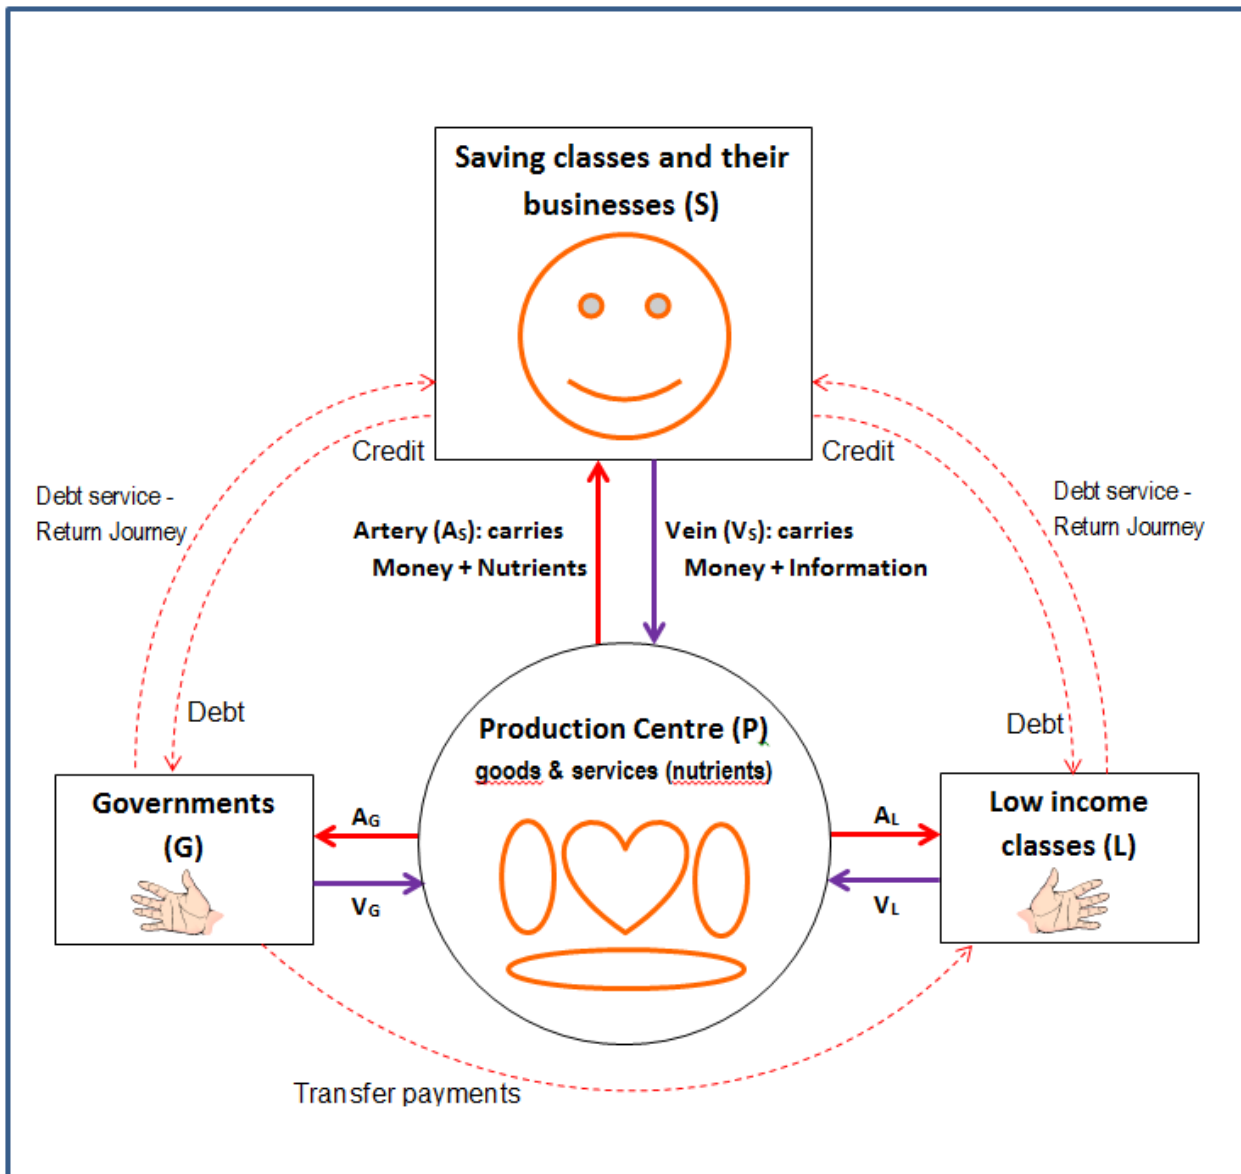 Saving classes and their
businesses (S)
Credit
Credit
Debt service -
Return Journey
Debt service -
Return Journey
Artery (AS): carries
Money + Nutrients
Vein (VS): carries
Money + Information
Debt
Debt
Production Centre (P)
goods & services (nutrients)
Governments
(G)
AG
VG
Low income
classes (L)
AL
VL
Transfer payments